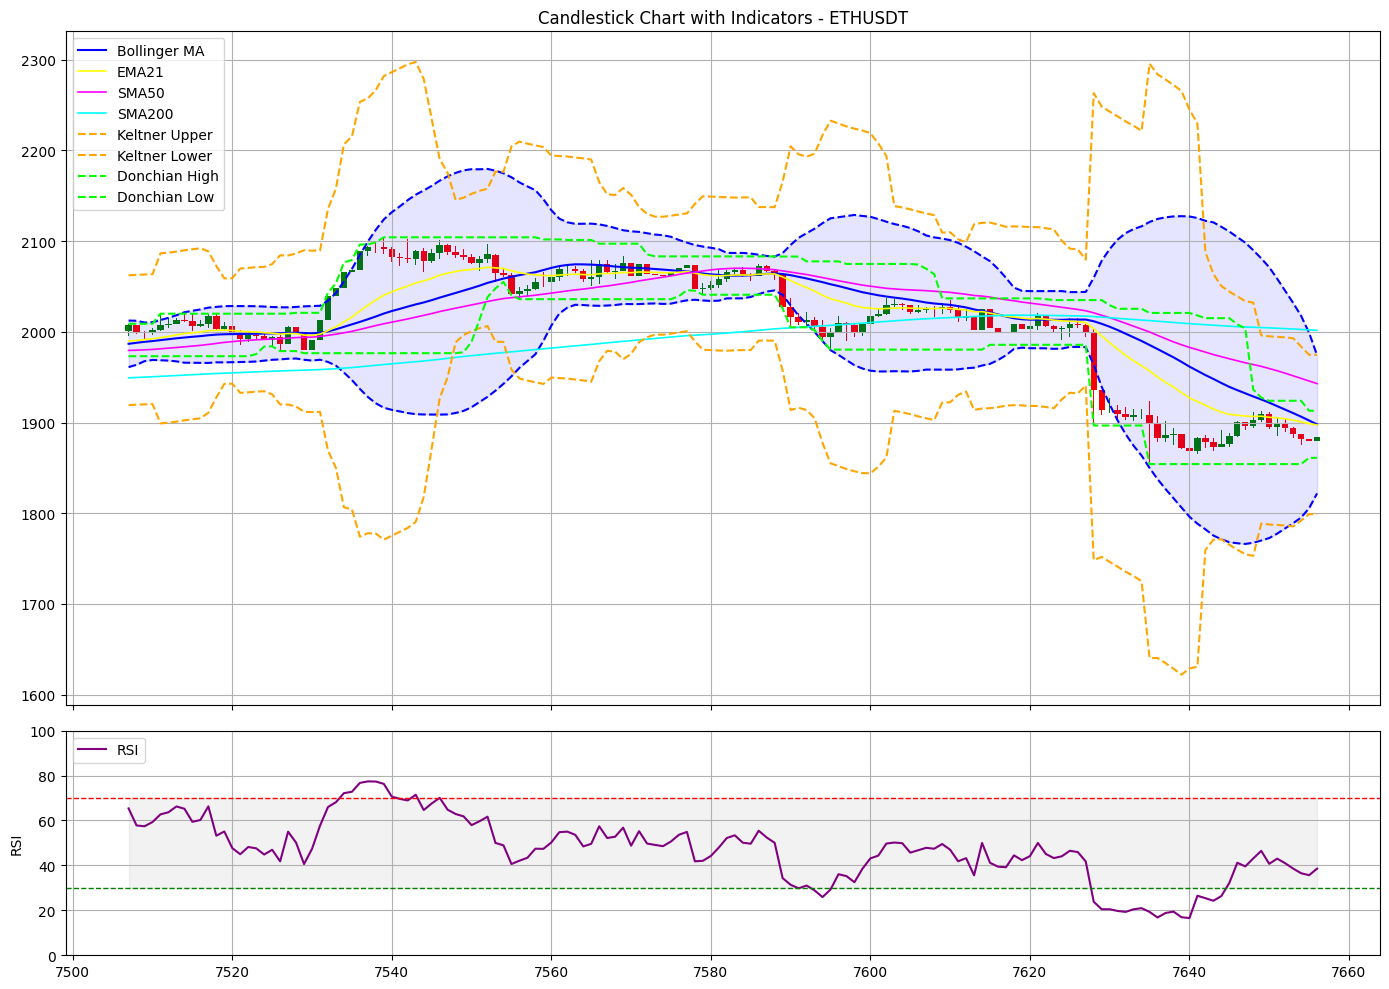 Candlestick Chart with Indicators - ETHUSDT
Bollinger MA
EMA21
SMA50
SMA200
Keltner Upper
Keltner Lower
Donchian High
Donchian Low
2300
2200
2100
2000
1900
1800
1700
1600
RSI
RSI
100
80
60
40
20
0
7500 7520 7540 7560 7580 7600 7620 7640 7660